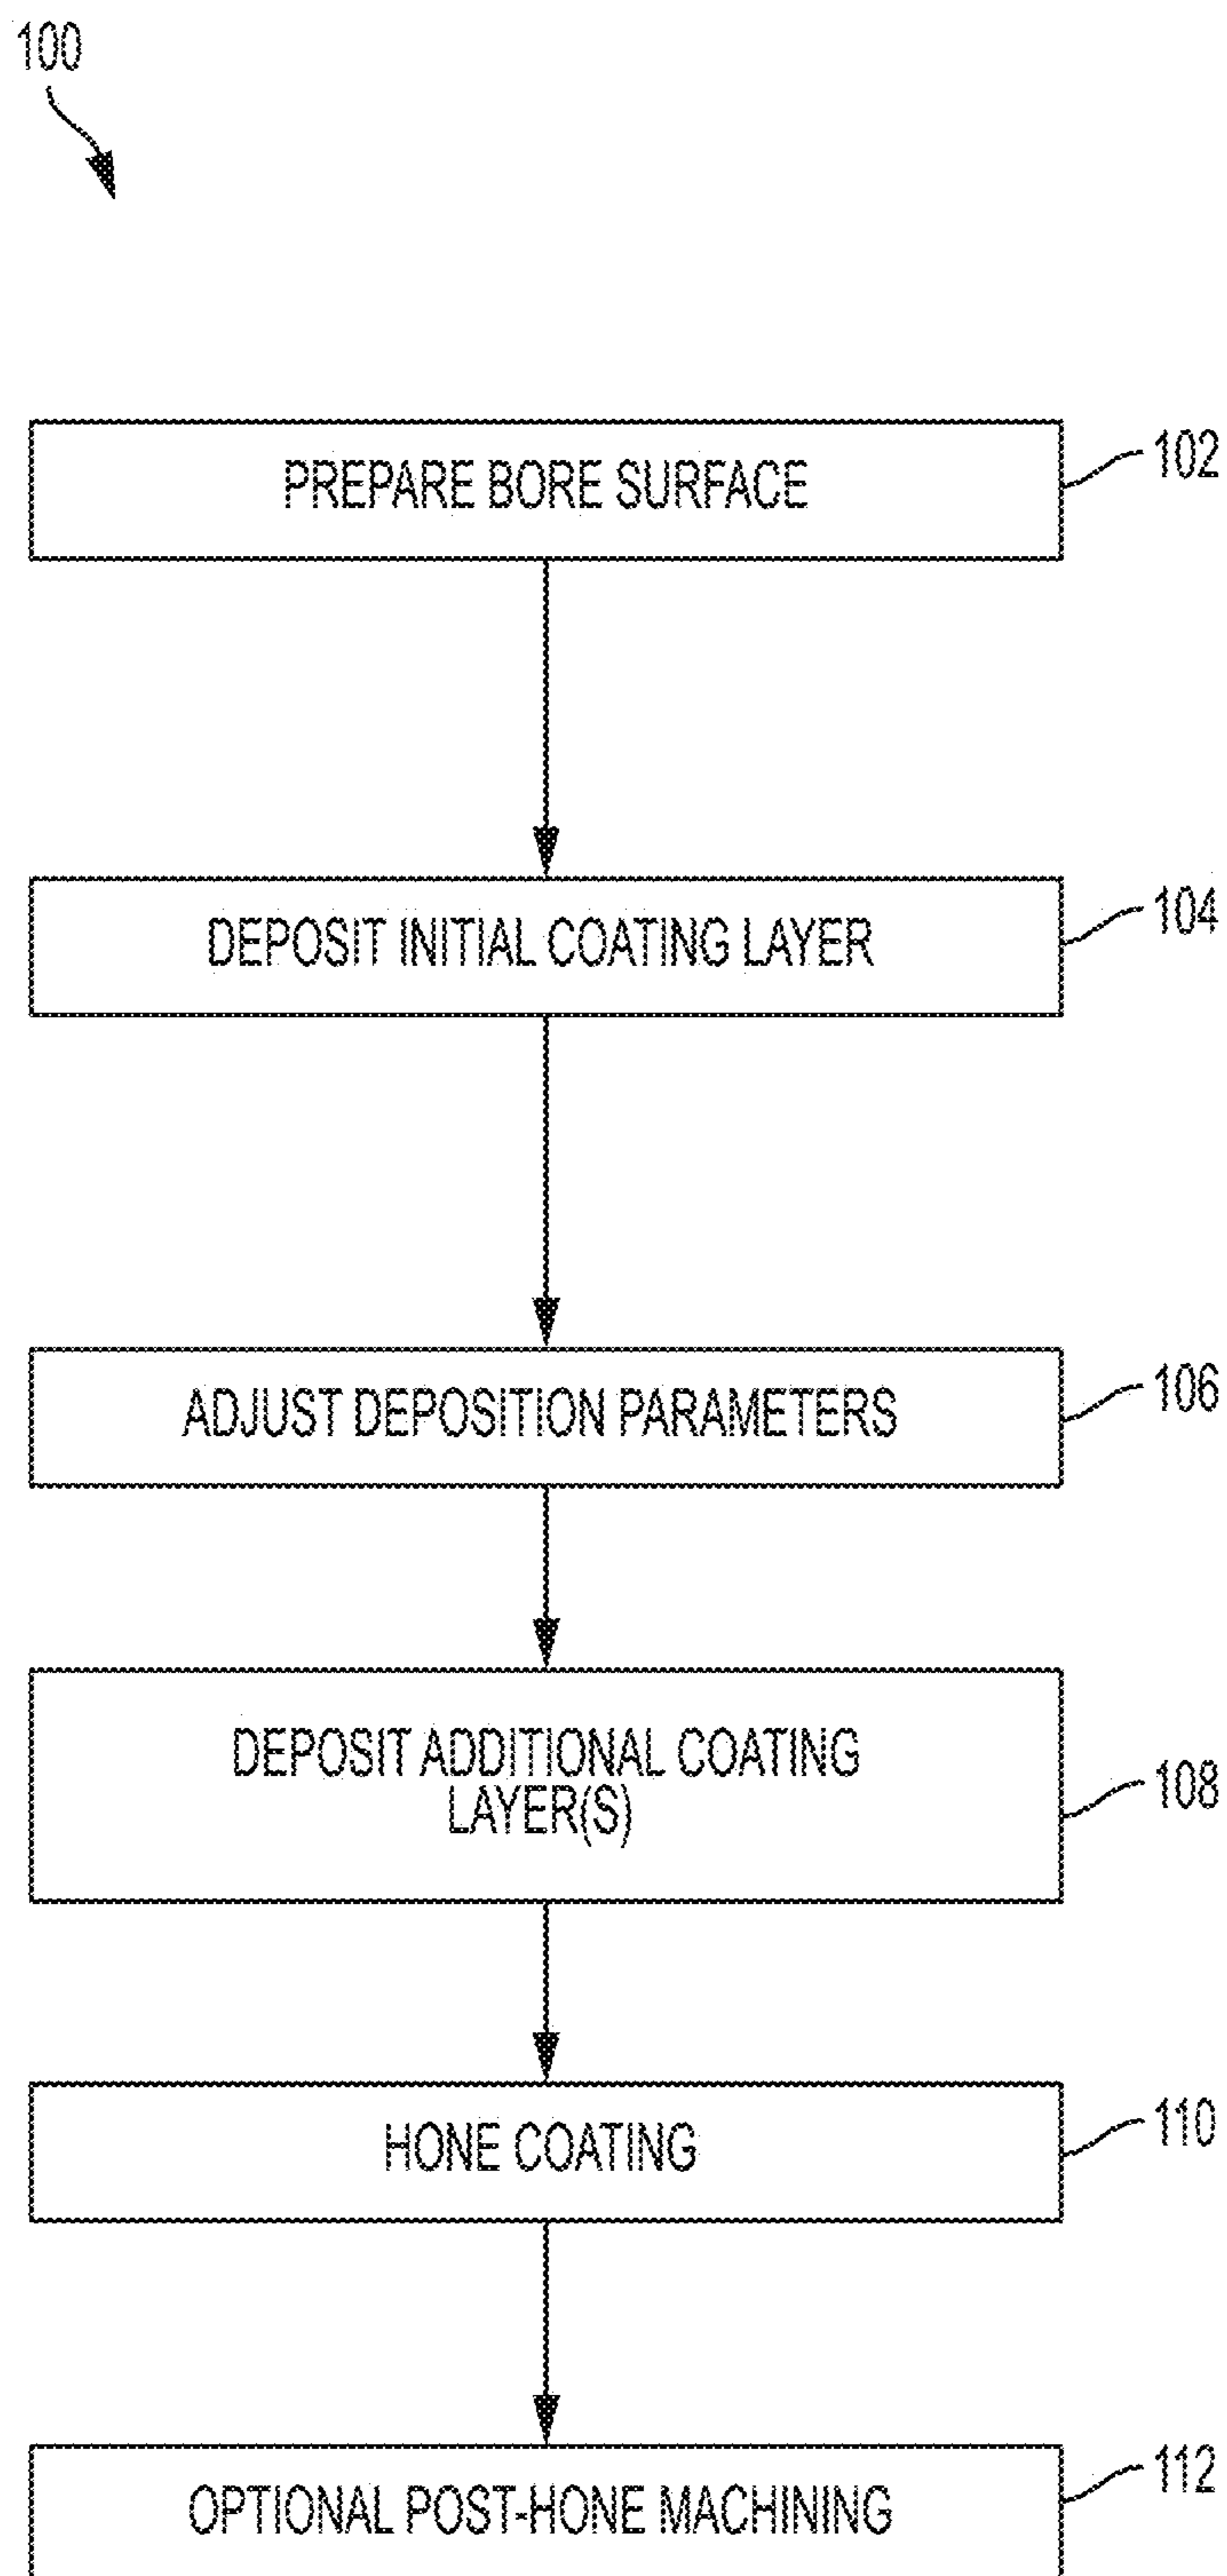 100
PREPARE BORE SURFACE
102
DEPOSIT INITIAL COATING LAYER
104
ADJUST DEPOSITION PARAMETERS
106
DEPOSIT ADDITIONAL COATING
LAYER(S)
108
HONE COATING
110
OPTIONAL POST-HONE MACHINING
112